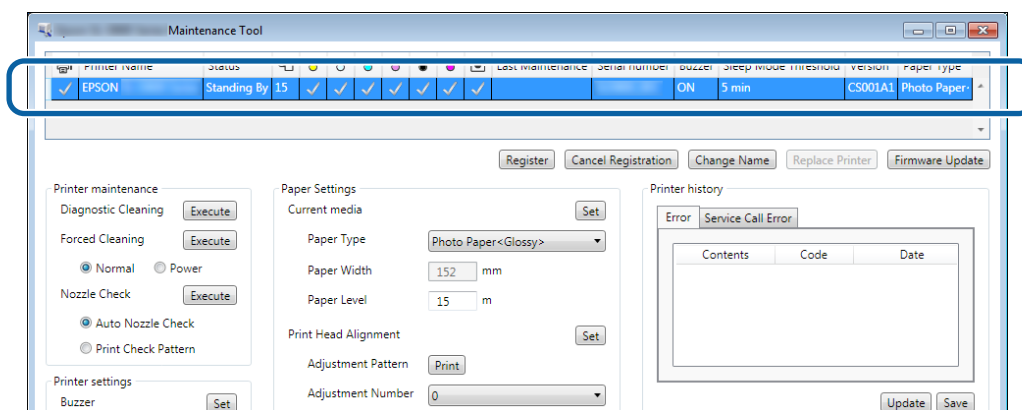 Maintenance Tool
Printer Name Status Last Maintenance Serial number Buzzer Sleep Mode Threshold Version Paper Type
EPSON Standing By 15 ON 5 min CS001A1 Photo Paper
Register Cancel Registration Change Name Replace Printer Firmware Update
Printer maintenance Paper Settings Printer history
Diagnostic Cleaning Execute Current media Set Error Service Call Error
Forced Cleaning Execute Paper Type Photo Paper<Glossy>
Contents Code Date
Normal Power Paper Width 152 mm
Nozzle Check Execute Paper Level 15 m
Auto Nozzle Check
Print Head Alignment Set
Print Check Pattern
Adjustment Pattern Print
Printer settings
Adjustment Number 0
Buzzer Set Update Save